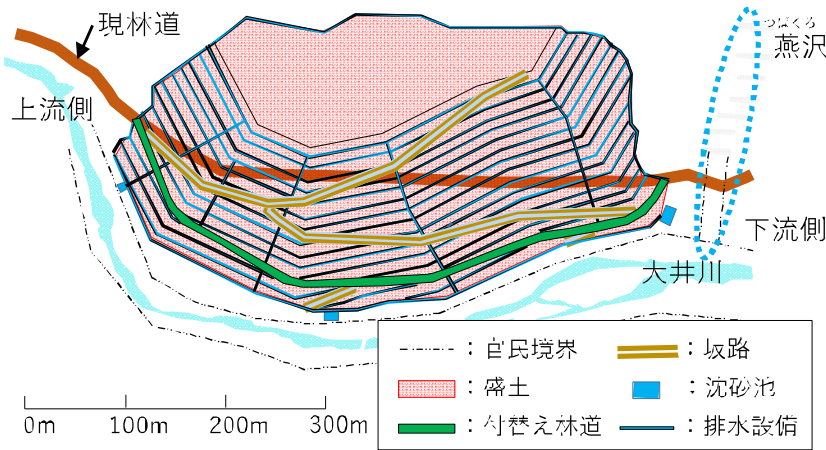 現林道
つばくろ
燕沢
上流側
下流側
大井川
：官民境界
：坂路
：盛土
：沈砂池
：付替え林道
：排水設備
0m
100m
200m
300m